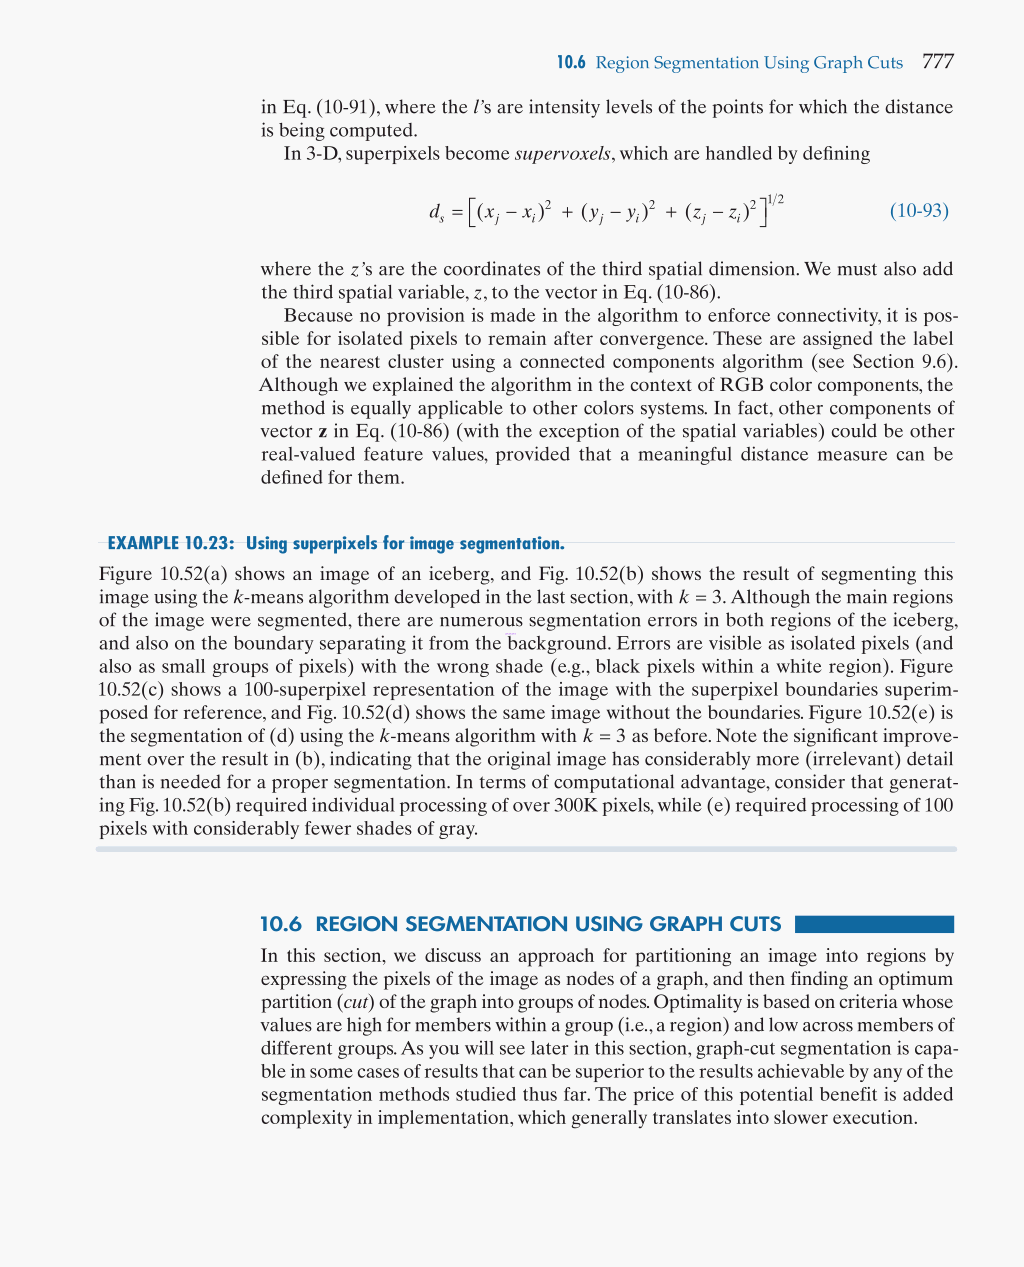 10.6 Region Segmentation Using Graph Cuts 777
in Eq. (10-91), where the l’s are intensity levels of the points for which the distance
is being computed.
In 3-D, superpixels become supervoxels, which are handled by defining
d_s = [(x_j − x_i)^2 + (y_j − y_i)^2 + (z_j − z_i)^2]^1/2 (10-93)
where the z’s are the coordinates of the third spatial dimension. We must also add
the third spatial variable, z, to the vector in Eq. (10-86).
Because no provision is made in the algorithm to enforce connectivity, it is pos-
sible for isolated pixels to remain after convergence. These are assigned the label
of the nearest cluster using a connected components algorithm (see Section 9.6).
Although we explained the algorithm in the context of RGB color components, the
method is equally applicable to other colors systems. In fact, other components of
vector z in Eq. (10-86) (with the exception of the spatial variables) could be other
real-valued feature values, provided that a meaningful distance measure can be
defined for them.
EXAMPLE 10.23: Using superpixels for image segmentation.
Figure 10.52(a) shows an image of an iceberg, and Fig. 10.52(b) shows the result of segmenting this
image using the k-means algorithm developed in the last section, with k = 3. Although the main regions
of the image were segmented, there are numerous segmentation errors in both regions of the iceberg,
and also on the boundary separating it from the background. Errors are visible as isolated pixels (and
also as small groups of pixels) with the wrong shade (e.g., black pixels within a white region). Figure
10.52(c) shows a 100-superpixel representation of the image with the superpixel boundaries superim-
posed for reference, and Fig. 10.52(d) shows the same image without the boundaries. Figure 10.52(e) is
the segmentation of (d) using the k-means algorithm with k = 3 as before. Note the significant improve-
ment over the result in (b), indicating that the original image has considerably more (irrelevant) detail
than is needed for a proper segmentation. In terms of computational advantage, consider that generat-
ing Fig. 10.52(b) required individual processing of over 300K pixels, while (e) required processing of 100
pixels with considerably fewer shades of gray.
10.6 REGION SEGMENTATION USING GRAPH CUTS
In this section, we discuss an approach for partitioning an image into regions by
expressing the pixels of the image as nodes of a graph, and then finding an optimum
partition (cut) of the graph into groups of nodes. Optimality is based on criteria whose
values are high for members within a group (i.e., a region) and low across members of
different groups. As you will see later in this section, graph-cut segmentation is capa-
ble in some cases of results that can be superior to the results achievable by any of the
segmentation methods studied thus far. The price of this potential benefit is added
complexity in implementation, which generally translates into slower execution.